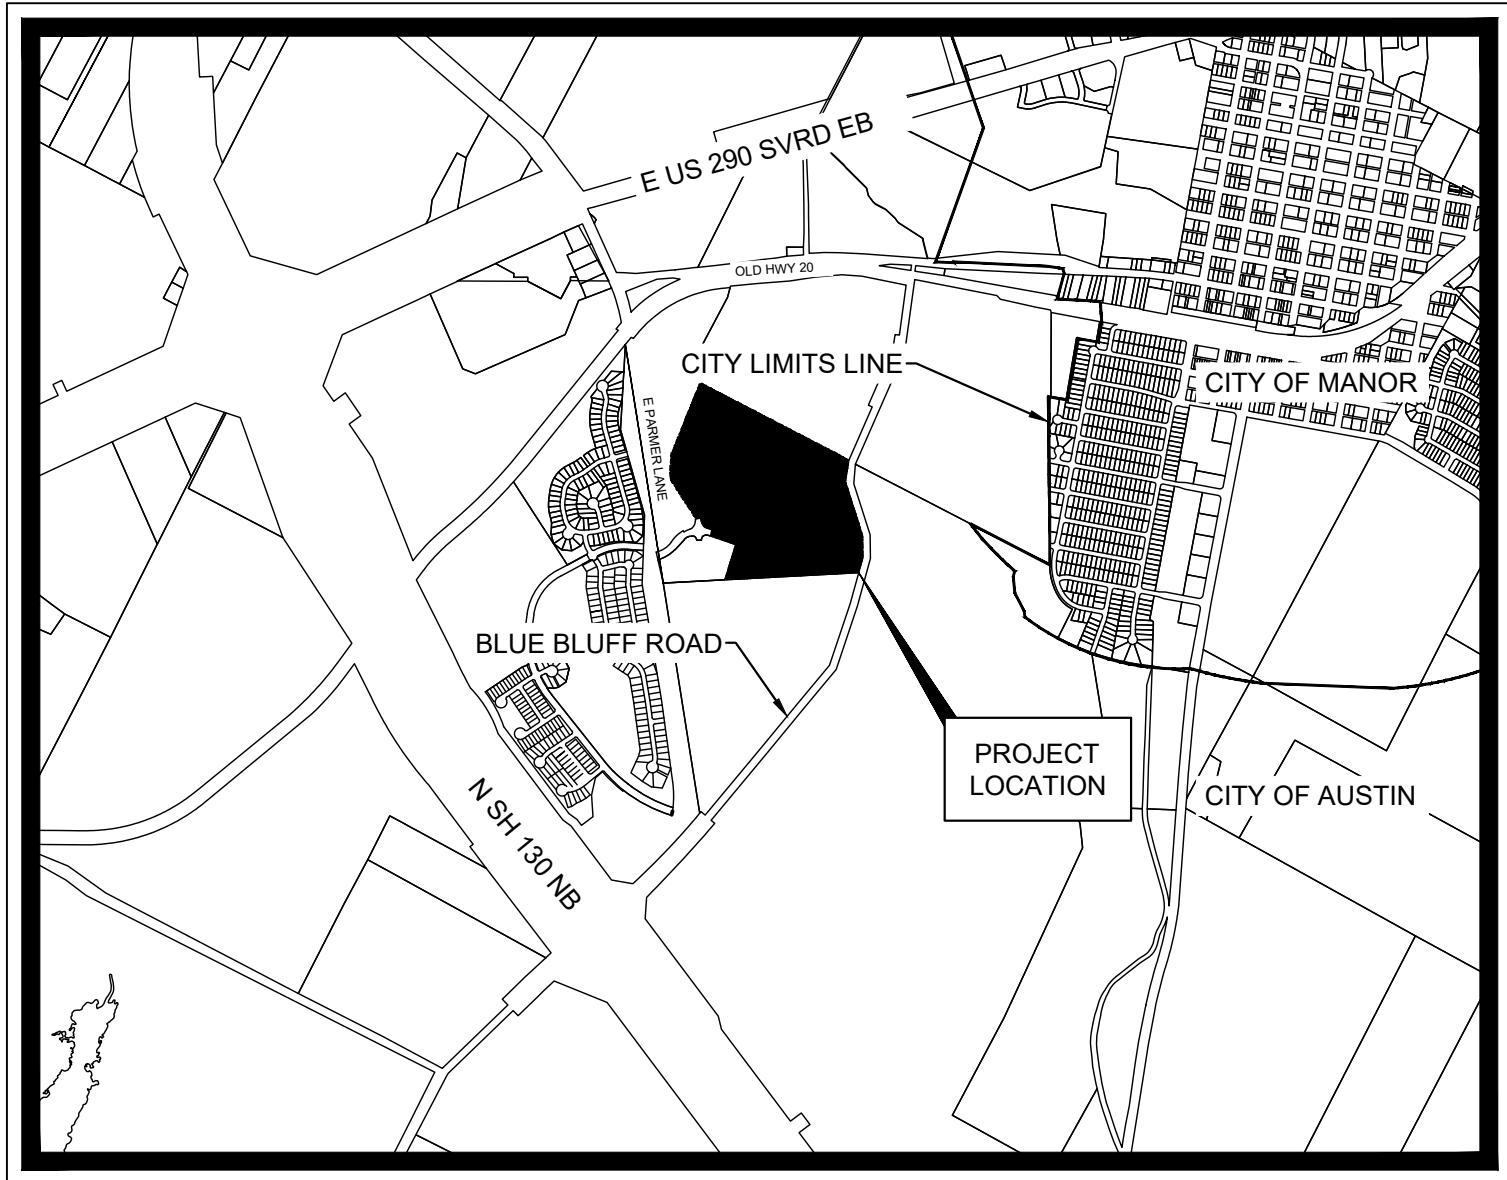 E US 290 SVRD EB
OLD HWY 20
CITY LIMITS LINE
CITY OF MANOR
E PARMER LANE
BLUE BLUFF ROAD
PROJECT
LOCATION
CITY OF AUSTIN
N SH 130 NB